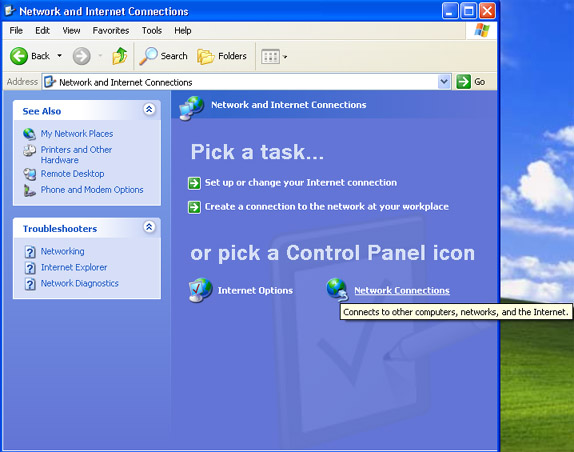 Network and Internet Connections
File Edit View Favorites Tools Help
Back Search Folders
Address Network and Internet Connections Go
See Also
My Network Places
Printers and Other
Hardware
Remote Desktop
Phone and Modem Options
Troubleshooters
Networking
Internet Explorer
Network Diagnostics
Network and Internet Connections
Pick a task...
Set up or change your Internet connection
Create a connection to the network at your workplace
or pick a Control Panel icon
Internet Options Network Connections
Connects to other computers, networks, and the Internet.